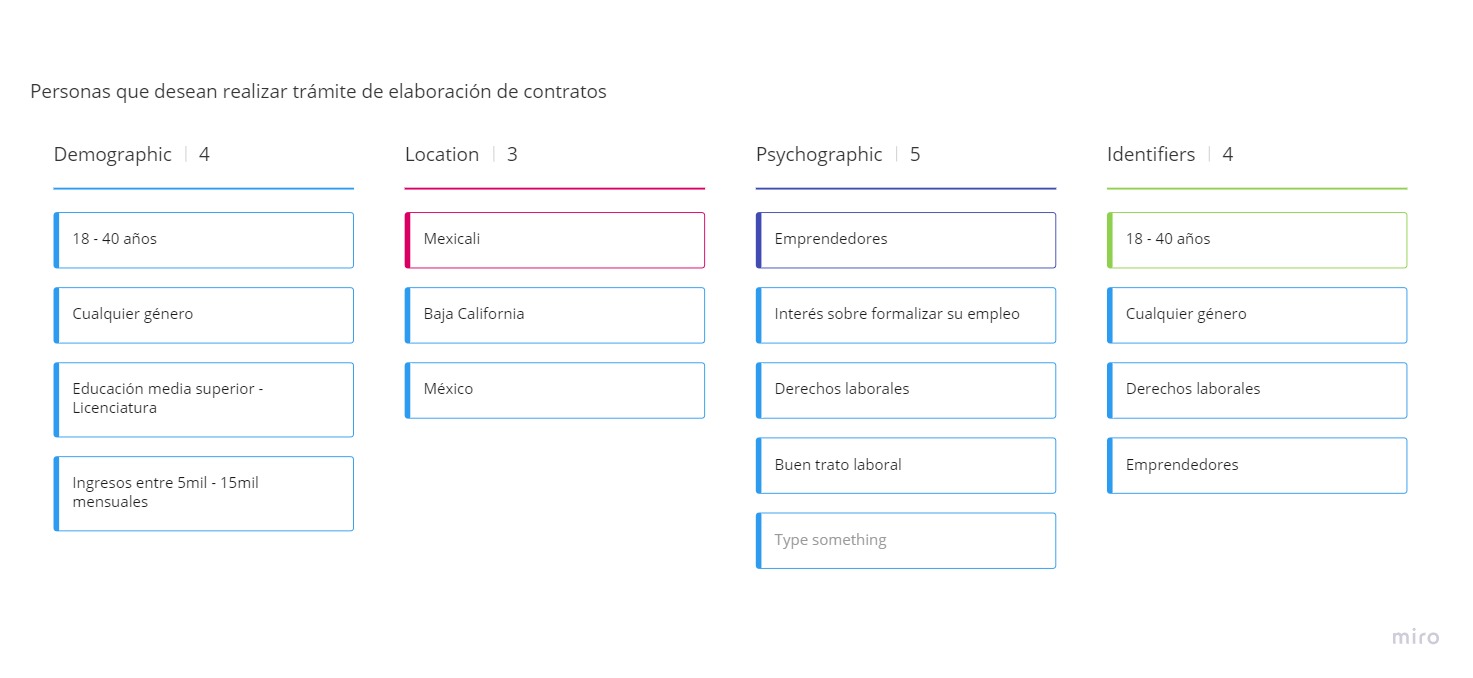 Personas que desean realizar trámite de elaboración de contratos
Demographic | 4
18 - 40 años
Cualquier género
Educación media superior -
Licenciatura
Ingresos entre 5mil - 15mil
mensuales
Location | 3
Mexicali
Baja California
México
Psychographic | 5
Emprendedores
Interés sobre formalizar su empleo
Derechos laborales
Buen trato laboral
Type something
Identifiers | 4
18 - 40 años
Cualquier género
Derechos laborales
Emprendedores
miro